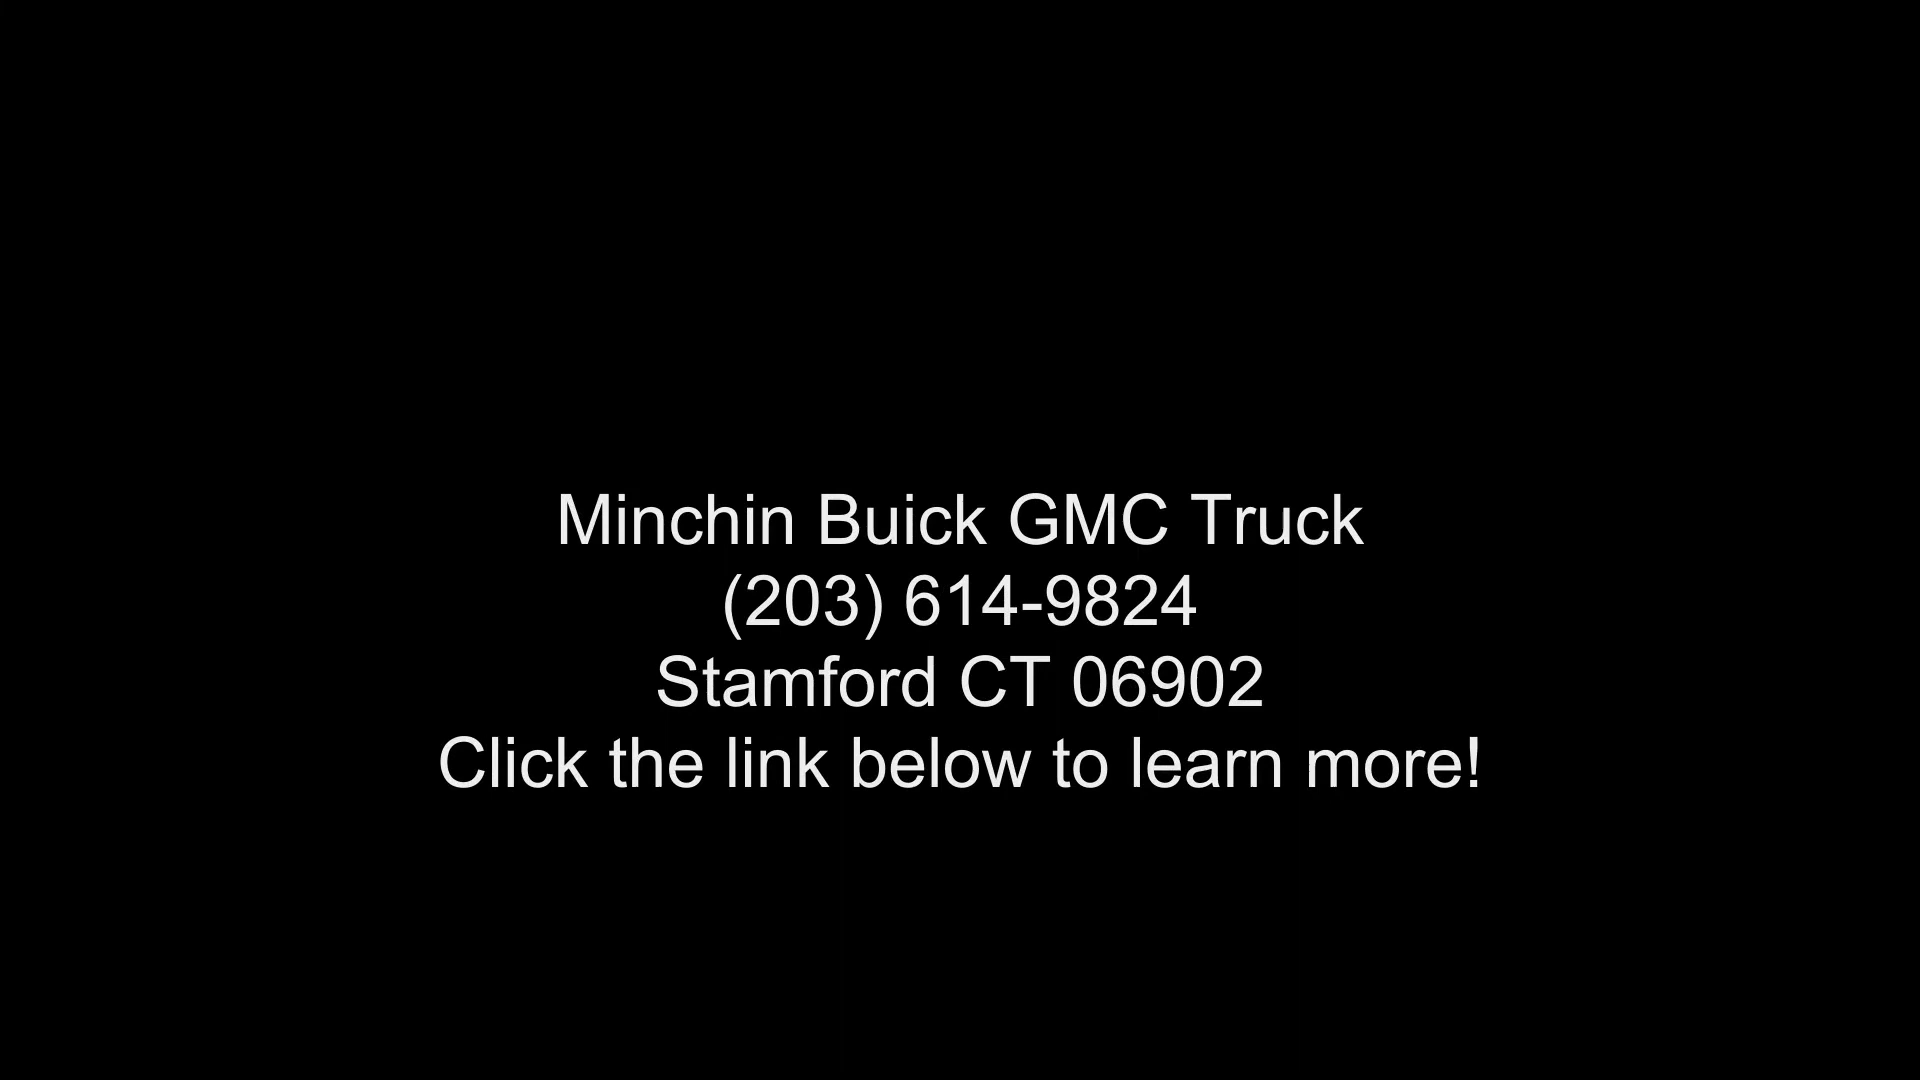 Minchin Buick GMC Truck
(203) 614-9824
Stamford CT 06902
Click the link below to learn more!